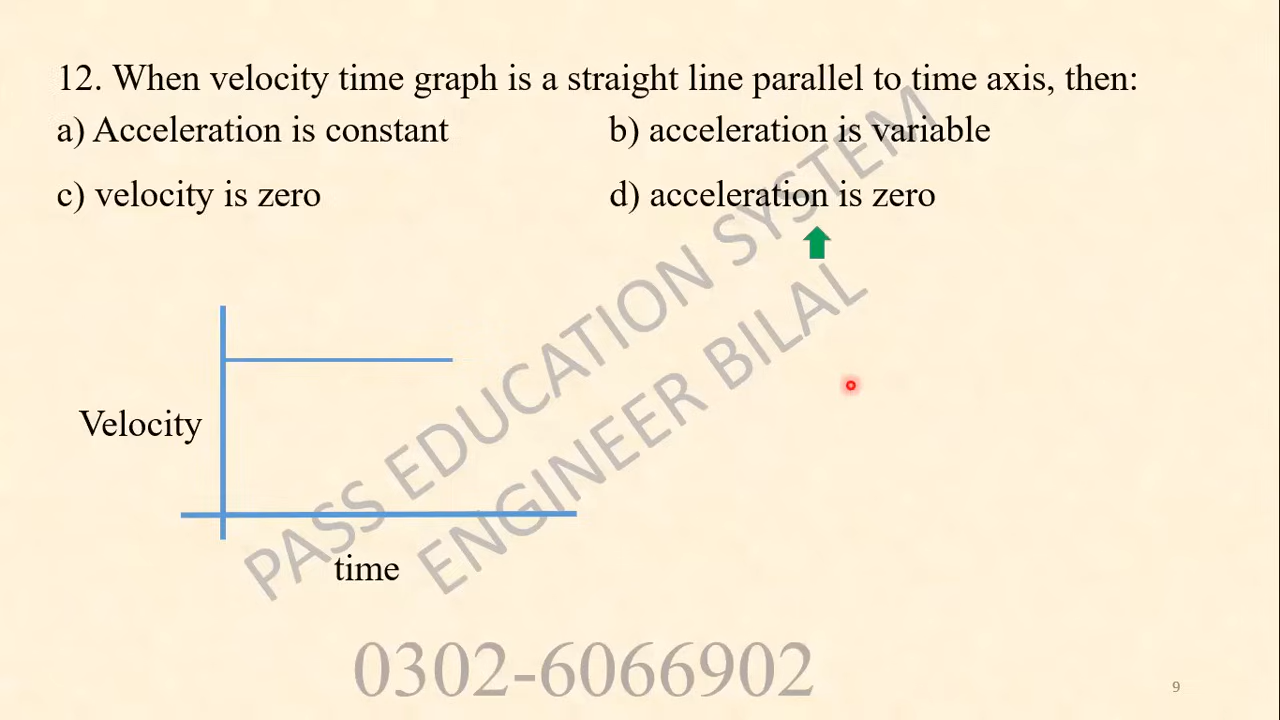 12. When velocity time graph is a straight line parallel to time axis, then:
a) Acceleration is constant b) acceleration is variable
c) velocity is zero d) acceleration is zero
Velocity
time
PASS EDUCATION SYSTEM
ENGINEER BILAL
0302-6066902
9